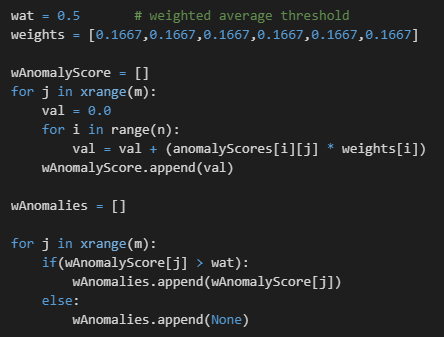 wat = 0.5       # weighted average threshold
weights = [0.1667,0.1667,0.1667,0.1667,0.1667,0.1667]

wAnomalyScore = []
for j in xrange(m):
    val = 0.0
    for i in range(n):
        val = val + (anomalyScores[i][j] * weights[i])
    wAnomalyScore.append(val)

wAnomalies = []

for j in xrange(m):
    if(wAnomalyScore[j] > wat):
        wAnomalies.append(wAnomalyScore[j])
    else:
        wAnomalies.append(None)